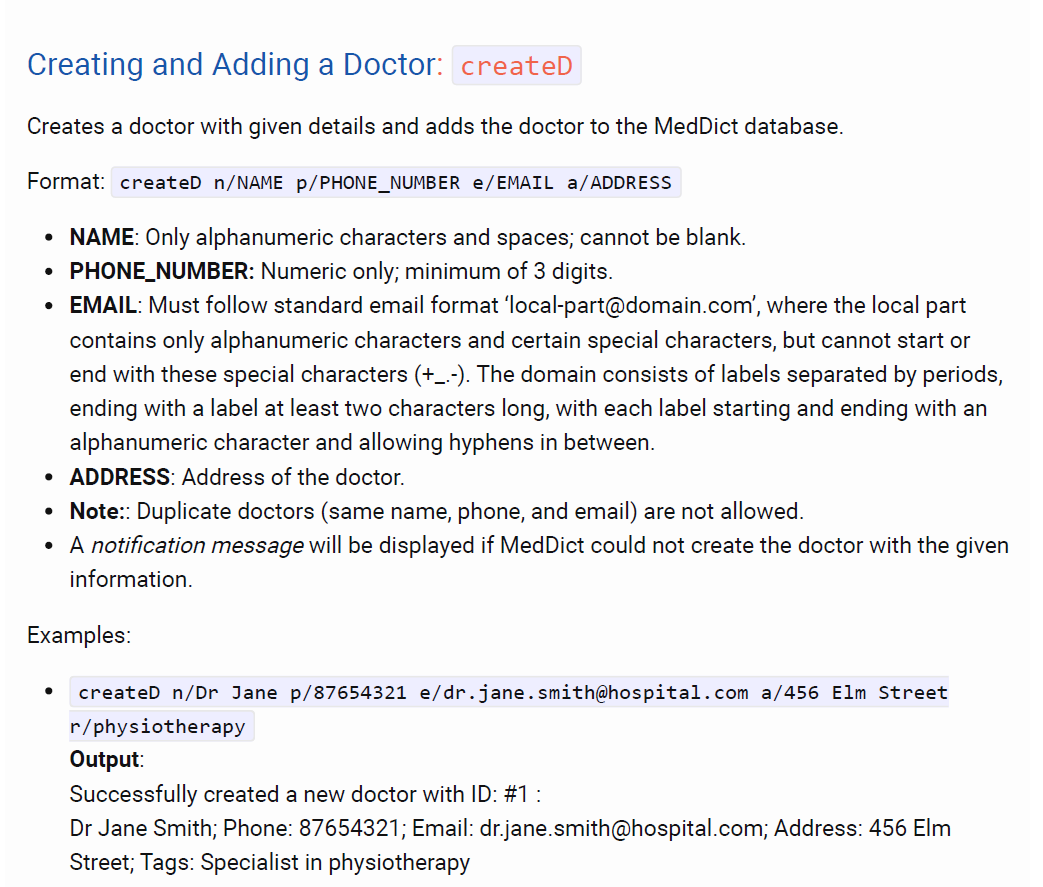 Creating and Adding a Doctor: createD
Creates a doctor with given details and adds the doctor to the MedDict database.
Format: createD n/NAME p/PHONE_NUMBER e/EMAIL a/ADDRESS
• NAME: Only alphanumeric characters and spaces; cannot be blank.
• PHONE_NUMBER: Numeric only; minimum of 3 digits.
• EMAIL: Must follow standard email format ‘local-part@domain.com’, where the local part
contains only alphanumeric characters and certain special characters, but cannot start or
end with these special characters (+_.-). The domain consists of labels separated by periods,
ending with a label at least two characters long, with each label starting and ending with an
alphanumeric character and allowing hyphens in between.
• ADDRESS: Address of the doctor.
• Note:: Duplicate doctors (same name, phone, and email) are not allowed.
• A notification message will be displayed if MedDict could not create the doctor with the given
information.
Examples:
• createD n/Dr Jane p/87654321 e/dr.jane.smith@hospital.com a/456 Elm Street
r/physiotherapy
Output:
Successfully created a new doctor with ID: #1 :
Dr Jane Smith; Phone: 87654321; Email: dr.jane.smith@hospital.com; Address: 456 Elm
Street; Tags: Specialist in physiotherapy